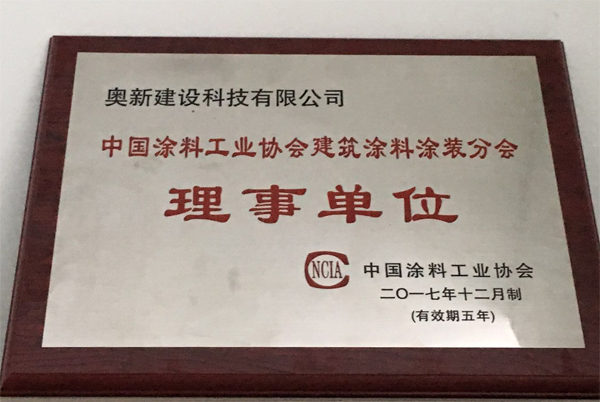 奥新建设科技有限公司
中国涂料工业协会建筑涂料涂装分会
理事单位
NCIA
中国涂料工业协会
二〇一七年十二月制
(有效期五年)